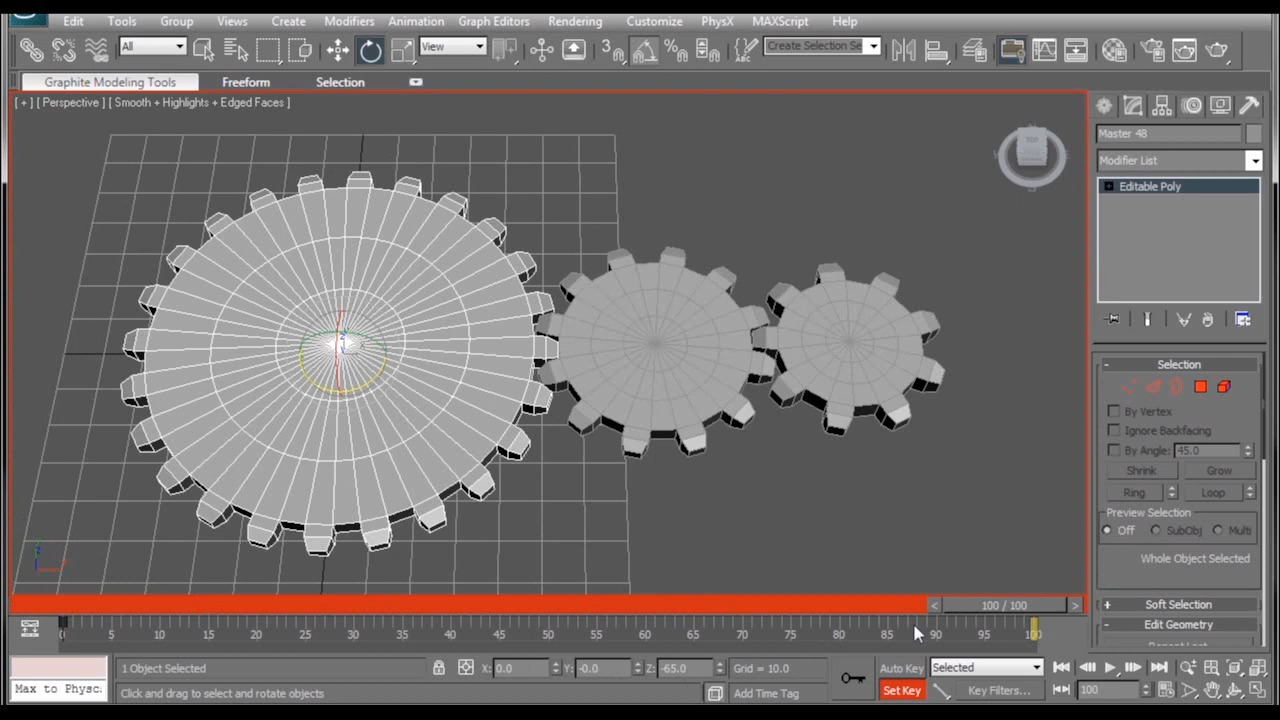 Edit Tools Group Views Create Modifiers Animation Graph Editors Rendering Customize PhysX MAXScript Help
All View 3 Create Selection Se
Graphite Modeling Tools Freeform Selection
[ + ] [ Perspective ] [ Smooth + Highlights + Edged Faces ]
TOP
Master 48
Modifier List
Editable Poly
- Selection
By Vertex
Ignore Backfacing
By Angle: 45.0
Shrink Grow
Ring Loop
Preview Selection
Off SubObj Multi
Whole Object Selected
+ Soft Selection
- Edit Geometry
< 100 / 100 >
0 5 10 15 20 25 30 35 40 45 50 55 60 65 70 75 80 85 90 95 100
1 Object Selected X: 0.0 Y: -0.0 Z: -65.0 Grid = 10.0 Auto Key Selected
Max to Physc Click and drag to select and rotate objects Add Time Tag Set Key Key Filters... 100